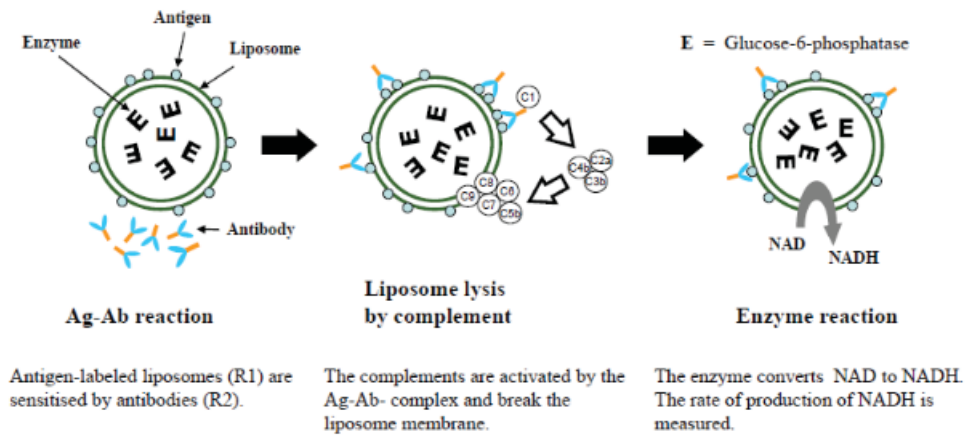 Antigen
Enzyme
Liposome
E = Glucose-6-phosphatase
E E E E E E E
E E E E E E
C1
E E E E E E
C2a
C4b
C3b
C8
C9
C6
C7
C5b
Antibody
NAD
NADH
Ag-Ab reaction
Liposome lysis
by complement
Enzyme reaction
Antigen-labeled liposomes (R1) are
sensitised by antibodies (R2).
The complements are activated by the
Ag-Ab- complex and break the
liposome membrane.
The enzyme converts NAD to NADH.
The rate of production of NADH is
measured.